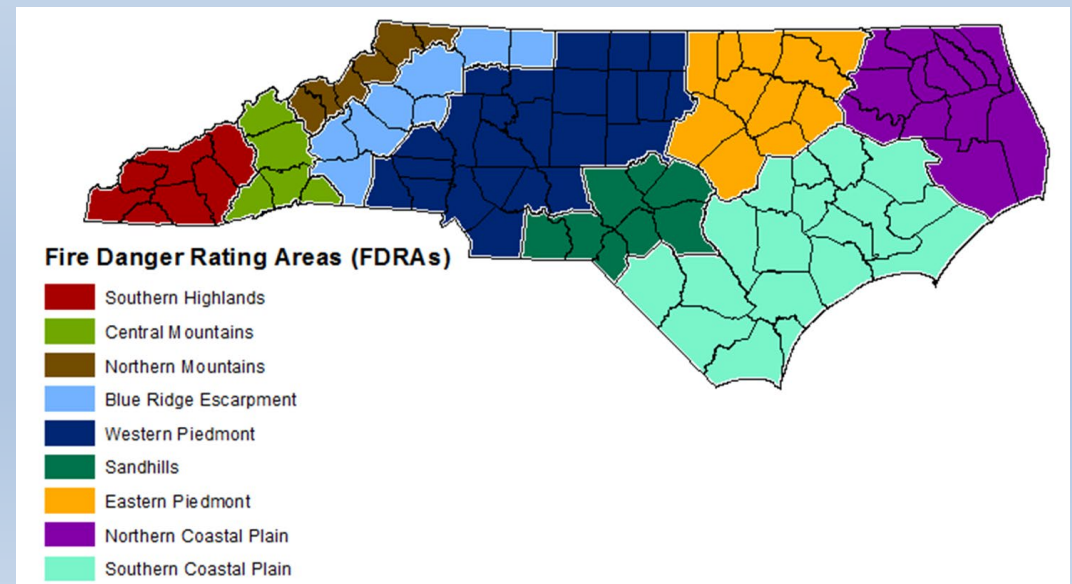 Fire Danger Rating Areas (FDRAs)
Southern Highlands
Central Mountains
Northern Mountains
Blue Ridge Escarpment
Western Piedmont
Sandhills
Eastern Piedmont
Northern Coastal Plain
Southern Coastal Plain